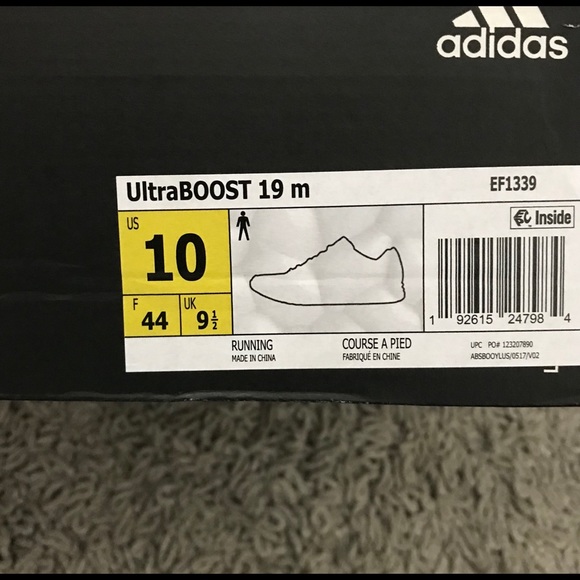 adidas
UltraBOOST 19 m
EF1339
US
10
F
44
UK
9 1/2
Inside
1 92615 24798 4
RUNNING
MADE IN CHINA
COURSE A PIED
FABRIQUÉ EN CHINE
UPC PO# 123207890
ABSBOOYLUS/0517/V02